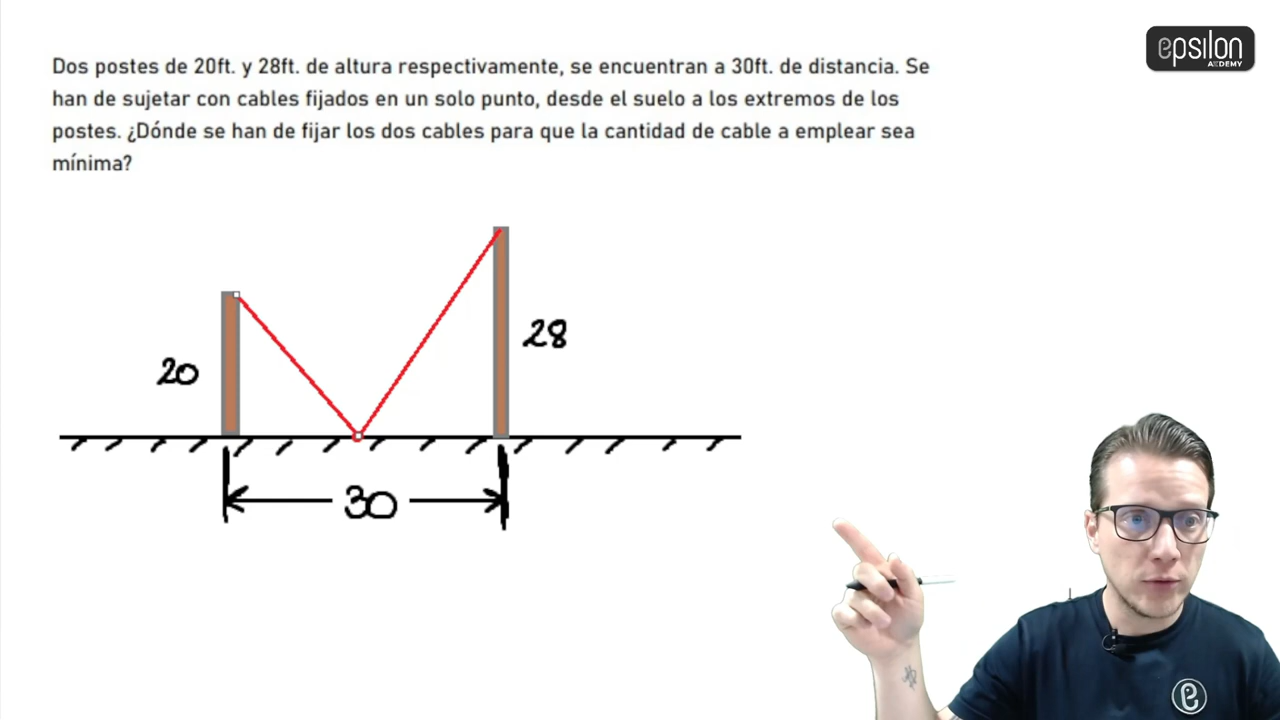 epsilon
ACADEMY
Dos postes de 20ft. y 28ft. de altura respectivamente, se encuentran a 30ft. de distancia. Se
han de sujetar con cables fijados en un solo punto, desde el suelo a los extremos de los
postes. ¿Dónde se han de fijar los dos cables para que la cantidad de cable a emplear sea
mínima?
28
20
30
e